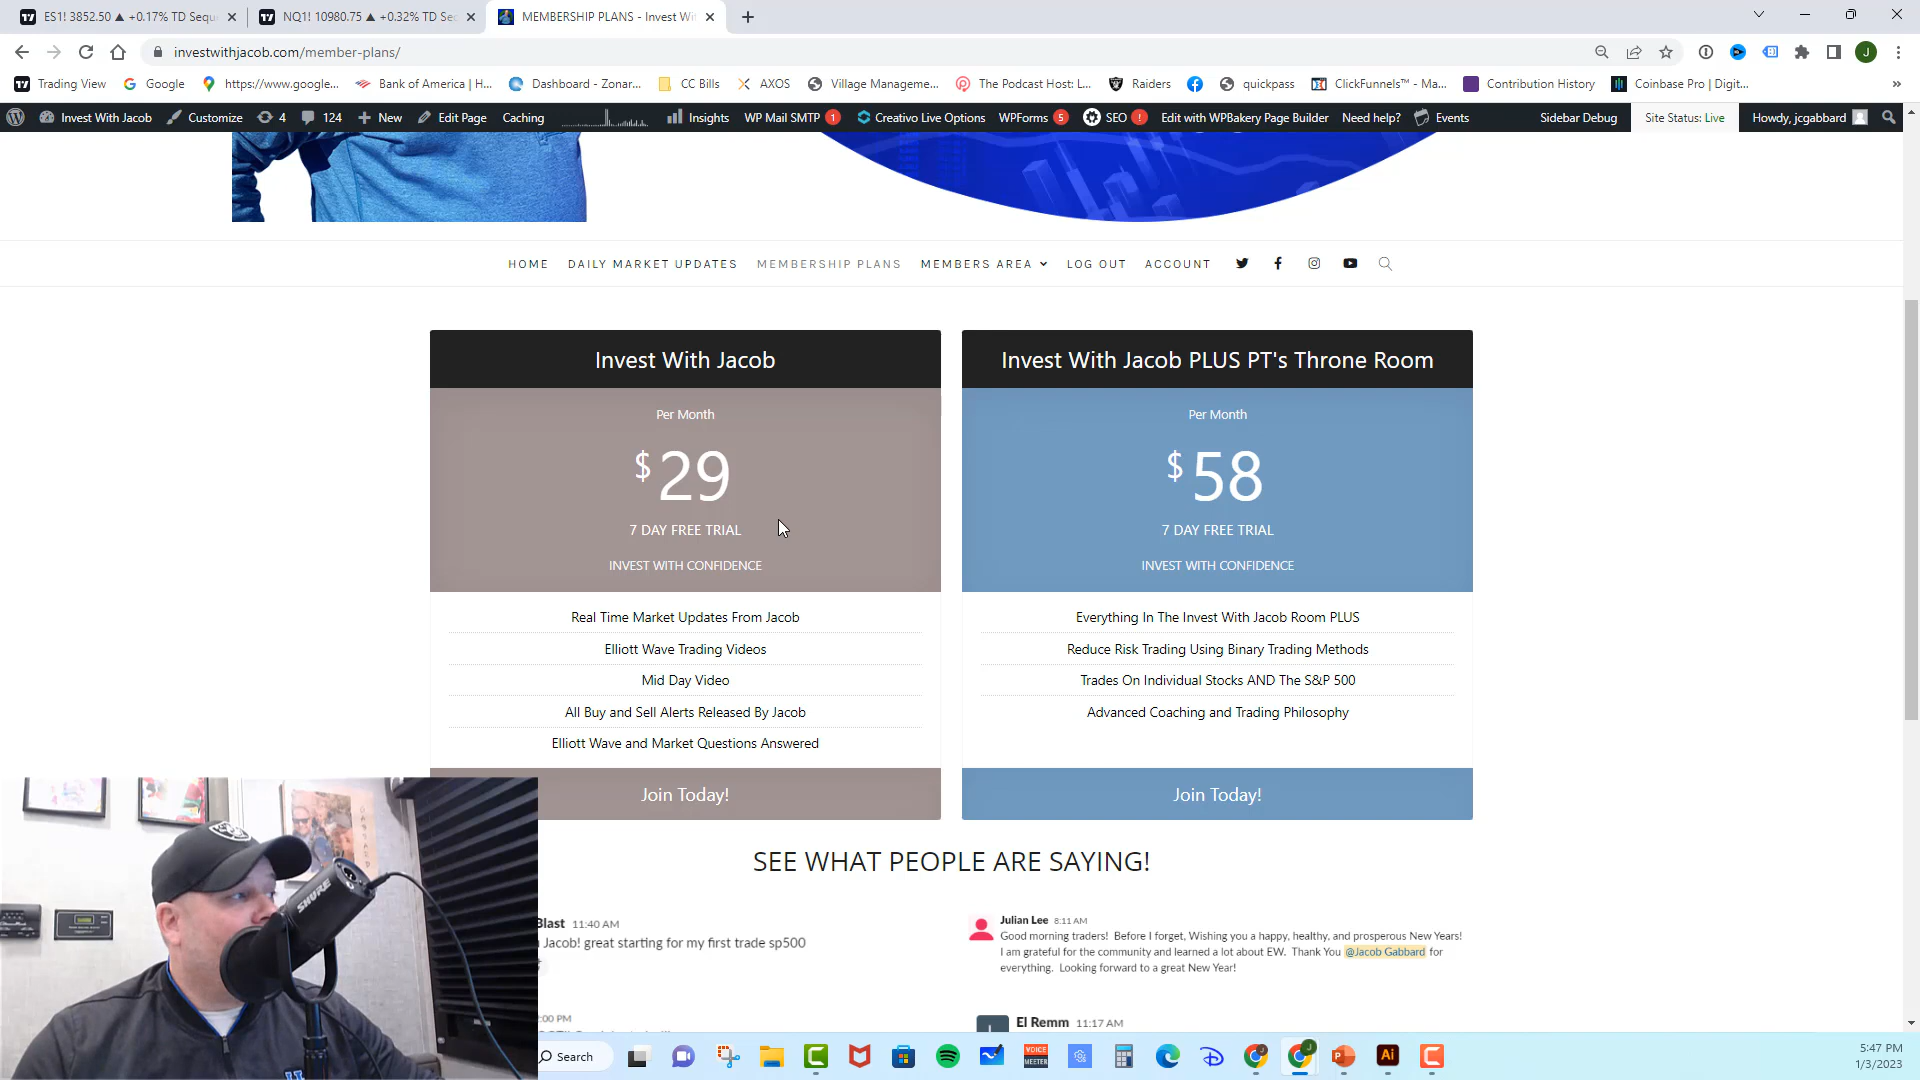 ES1! 3852.50 ▲ +0.17% TD Sequ
NQ1! 10980.75 ▲ +0.32% TD Seq
MEMBERSHIP PLANS - Invest Wi
investwithjacob.com/member-plans/
Trading View
Google
https://www.google...
Bank of America | H...
Dashboard - Zonar...
CC Bills
AXOS
Village Manageme...
The Podcast Host: L...
Raiders
quickpass
ClickFunnels™ - Ma...
Contribution History
Coinbase Pro | Digit...
Invest With Jacob
Customize
4
124
New
Edit Page
Caching
Insights
WP Mail SMTP 1
Creativo Live Options
WPForms 5
SEO !
Edit with WPBakery Page Builder
Need help?
Events
Sidebar Debug
Site Status: Live
Howdy, jcgabbard
HOME
DAILY MARKET UPDATES
MEMBERSHIP PLANS
MEMBERS AREA
LOG OUT
ACCOUNT
Invest With Jacob
Per Month
$29
7 DAY FREE TRIAL
INVEST WITH CONFIDENCE
Real Time Market Updates From Jacob
Elliott Wave Trading Videos
Mid Day Video
All Buy and Sell Alerts Released By Jacob
Elliott Wave and Market Questions Answered
Join Today!
Invest With Jacob PLUS PT's Throne Room
Per Month
$58
7 DAY FREE TRIAL
INVEST WITH CONFIDENCE
Everything In The Invest With Jacob Room PLUS
Reduce Risk Trading Using Binary Trading Methods
Trades On Individual Stocks AND The S&P 500
Advanced Coaching and Trading Philosophy
Join Today!
SEE WHAT PEOPLE ARE SAYING!
Blast 11:40 AM
Jacob! great starting for my first trade sp500
:00 PM
Julian Lee 8:11 AM
Good morning traders! Before I forget, Wishing you a happy, healthy, and prosperous New Years!
I am grateful for the community and learned a lot about EW. Thank You @Jacob Gabbard for
everything. Looking forward to a great New Year!
El Remm 11:17 AM
SHURE
Search
VOICE
MEETER
Ai
5:47 PM
1/3/2023